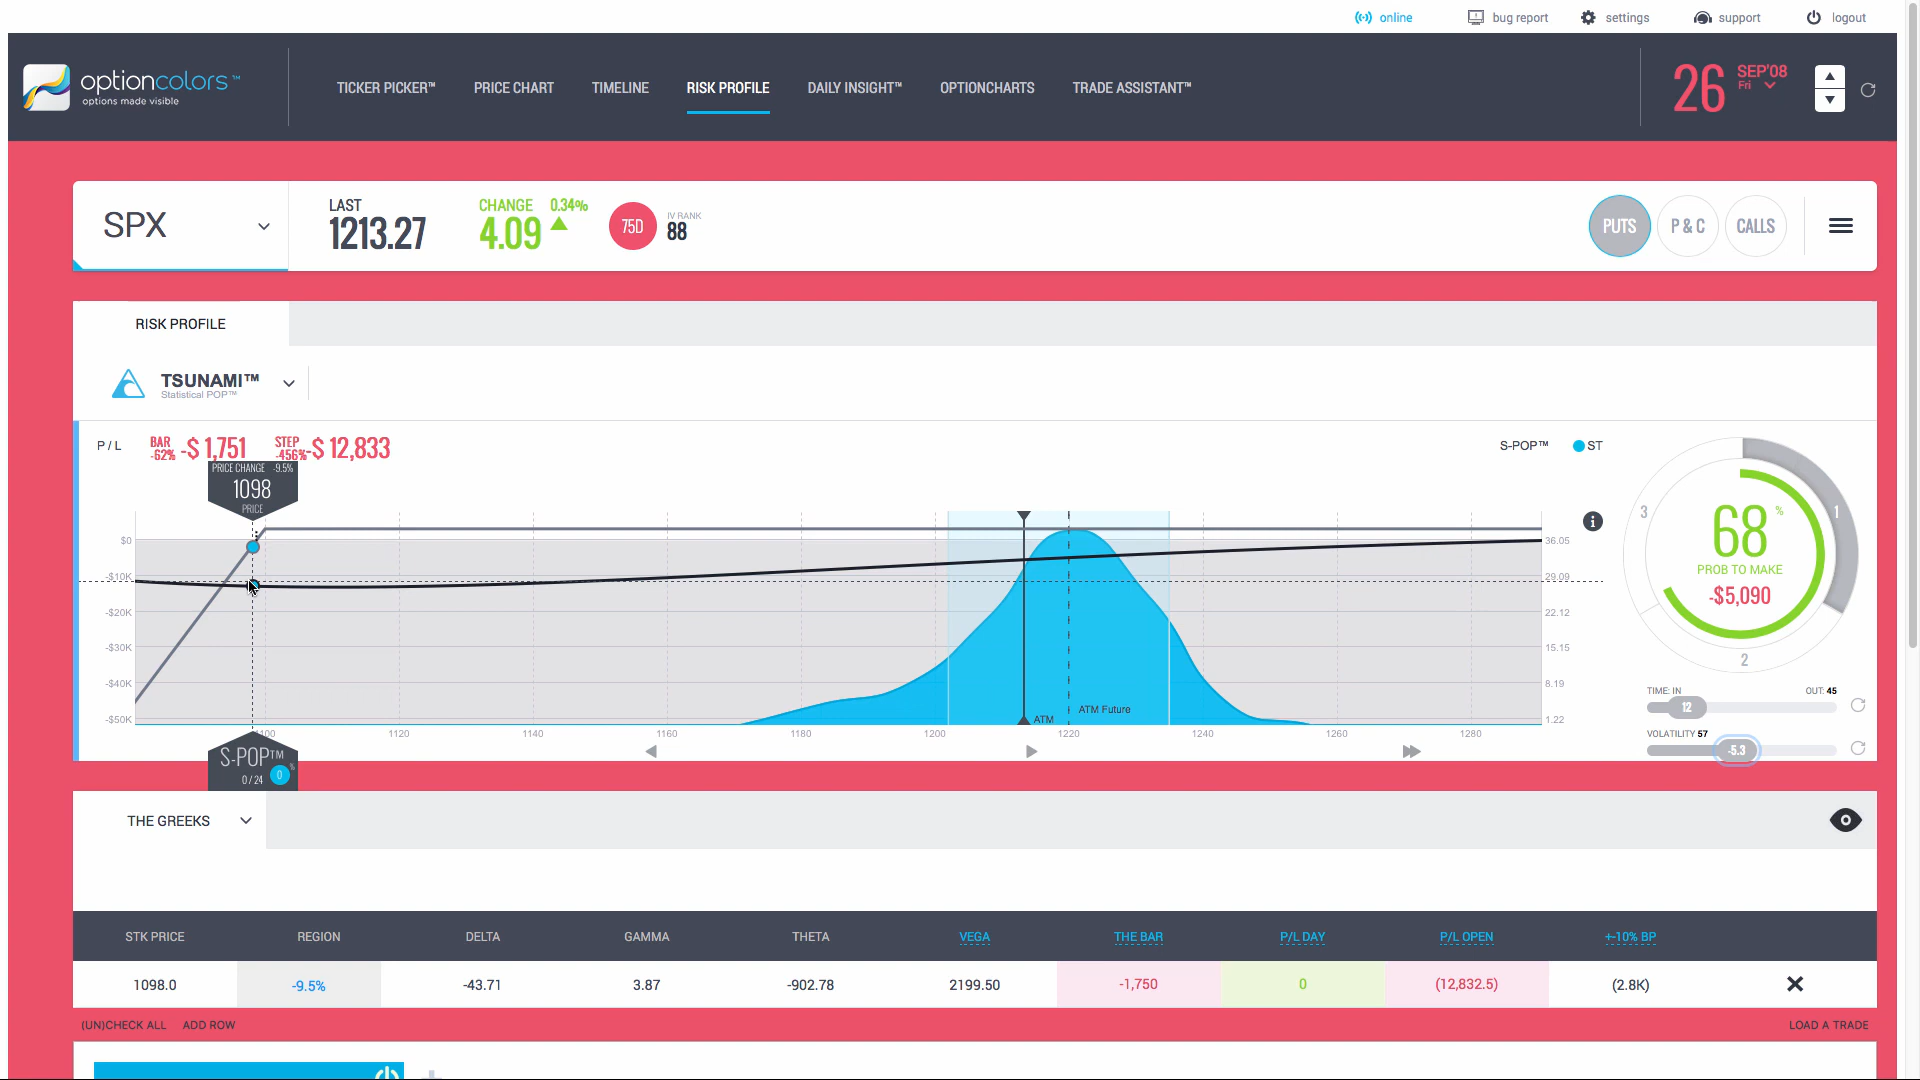 online
bug report
settings
support
logout
optioncolors™
options made visible
TICKER PICKER™
PRICE CHART
TIMELINE
RISK PROFILE
DAILY INSIGHT™
OPTIONCHARTS
TRADE ASSISTANT™
26
SEP'08
Fri
SPX
LAST
1213.27
CHANGE 0.34%
4.09
75D
IV RANK
88
PUTS
P & C
CALLS
RISK PROFILE
TSUNAMI™
Statistical POP™
P / L
BAR
-62%
-$ 1,751
STEP
-456%
-$ 12,833
S-POP™
ST
PRICE CHANGE -9.5%
1098
PRICE
$0
-$10K
-$20K
-$30K
-$40K
-$50K
36.05
29.09
22.12
15.15
8.19
1.22
ATM
ATM Future
1100
1120
1140
1160
1180
1200
1220
1240
1260
1280
S-POP™
0 / 24
0 %
i
3
1
2
68 %
PROB TO MAKE
-$5,090
TIME: IN
OUT: 45
12
VOLATILITY 57
-5.3
THE GREEKS
STK PRICE
REGION
DELTA
GAMMA
THETA
VEGA
THE BAR
P/L DAY
P/L OPEN
+-10% BP
1098.0
-9.5%
-43.71
3.87
-902.78
2199.50
-1,750
0
(12,832.5)
(2.8K)
(UN)CHECK ALL
ADD ROW
LOAD A TRADE